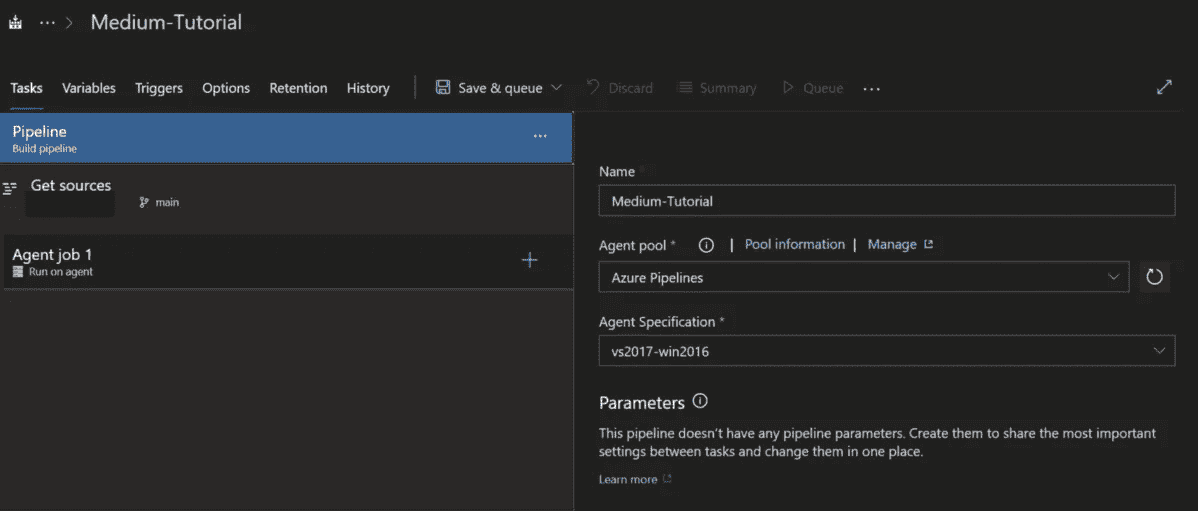 Medium-Tutorial
Tasks Variables Triggers Options Retention History Save & queue Discard Summary Queue
Pipeline
Build pipeline
Get sources
main
Agent job 1
Run on agent
Name *
Medium-Tutorial
Agent pool * | Pool information | Manage
Azure Pipelines
Agent Specification *
vs2017-win2016
Parameters
This pipeline doesn't have any pipeline parameters. Create them to share the most important
settings between tasks and change them in one place.
Learn more